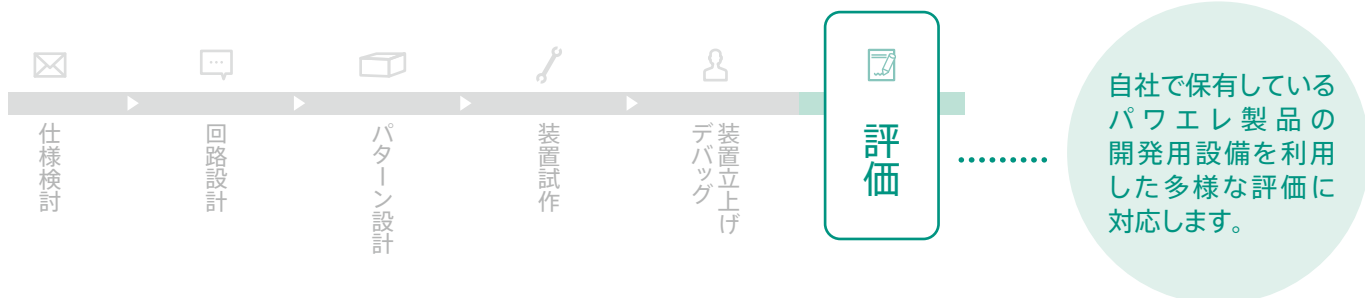 仕様検討
回路設計
パターン設計
装置試作
装置立上げ
デバッグ
評価
自社で保有している
パワエレ製品の
開発用設備を利用
した多様な評価に
対応します。